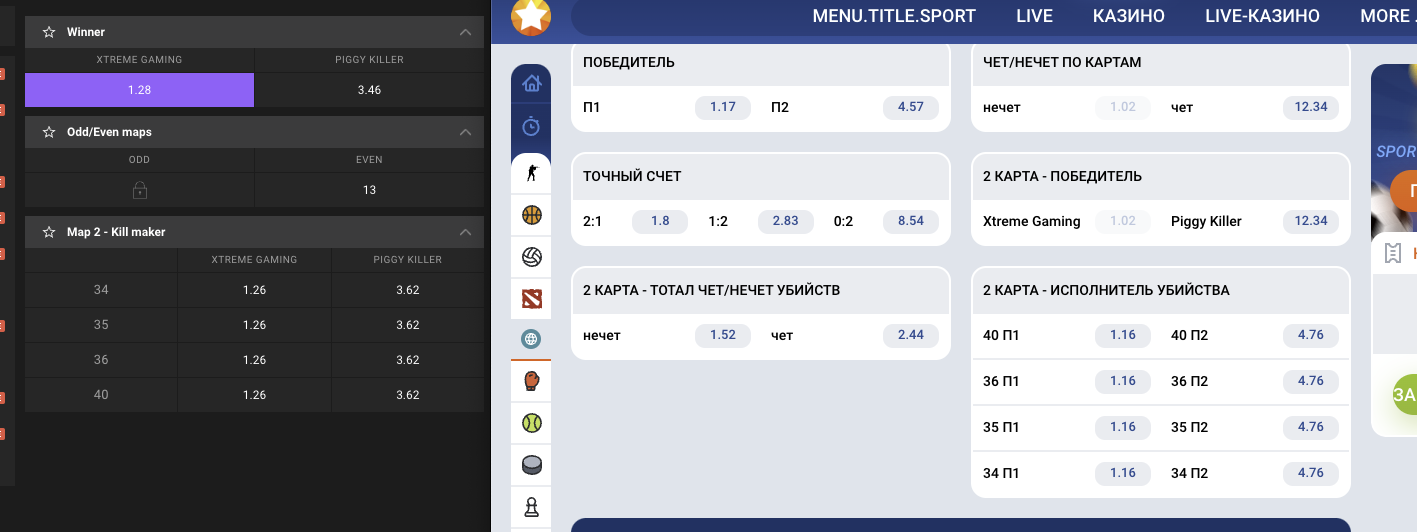 Winner
XTREME GAMING PIGGY KILLER
1.28 3.46
Odd/Even maps
ODD EVEN
13
Map 2 - Kill maker
XTREME GAMING PIGGY KILLER
34 1.26 3.62
35 1.26 3.62
36 1.26 3.62
40 1.26 3.62
MENU.TITLE.SPORT LIVE КАЗИНО LIVE-КАЗИНО MORE
ПОБЕДИТЕЛЬ
П1 1.17 П2 4.57
ЧЕТ/НЕЧЕТ ПО КАРТАМ
нечет 1.02 чет 12.34
ТОЧНЫЙ СЧЕТ
2:1 1.8 1:2 2.83 0:2 8.54
2 КАРТА - ПОБЕДИТЕЛЬ
Xtreme Gaming 1.02 Piggy Killer 12.34
2 КАРТА - ТОТАЛ ЧЕТ/НЕЧЕТ УБИЙСТВ
нечет 1.52 чет 2.44
2 КАРТА - ИСПОЛНИТЕЛЬ УБИЙСТВА
40 П1 1.16 40 П2 4.76
36 П1 1.16 36 П2 4.76
35 П1 1.16 35 П2 4.76
34 П1 1.16 34 П2 4.76
SPOR
ЗА